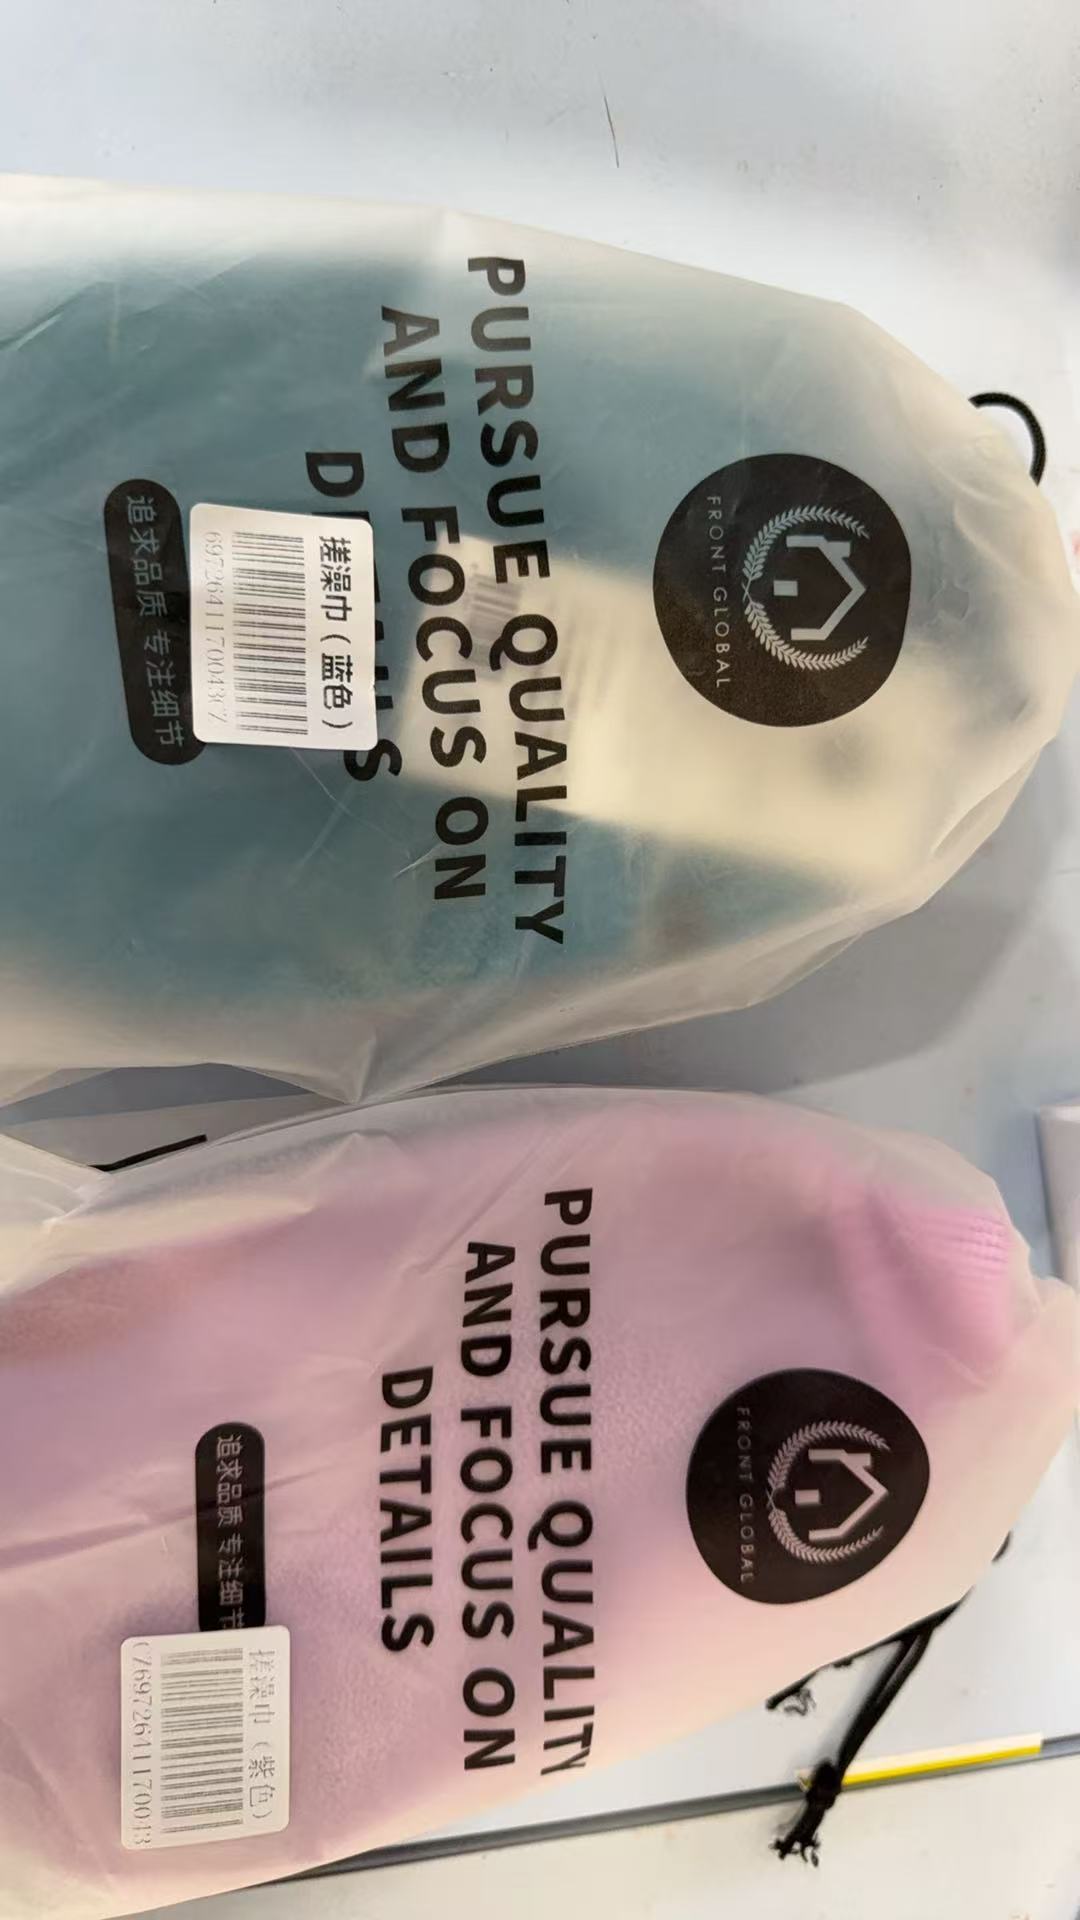 FRONT GLOBAL
PURSUE QUALITY
AND FOCUS ON
搓澡巾(蓝色)
追求品质 专注细节
FRONT GLOBAL
PURSUE QUALITY
AND FOCUS ON
DETAILS
追求品质 专注细节
搓澡巾(紫色)